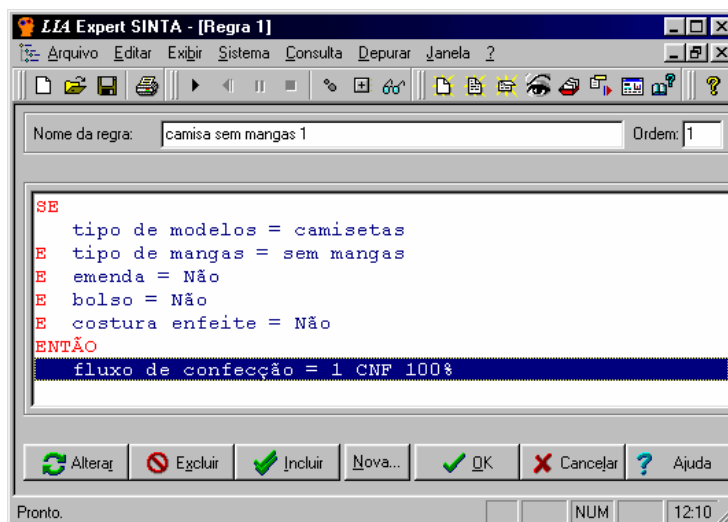 LIA Expert SINTA - [Regra 1]
Arquivo Editar Exibir Sistema Consulta Depurar Janela ?
Nome da regra: camisa sem mangas 1 Ordem: 1
SE
tipo de modelos = camisetas
E tipo de mangas = sem mangas
E emenda = Não
E bolso = Não
E costura enfeite = Não
ENTÃO
fluxo de confecção = 1 CNF 100%
Alterar Excluir Incluir Nova... OK Cancelar Ajuda
Pronto. NUM 12:10